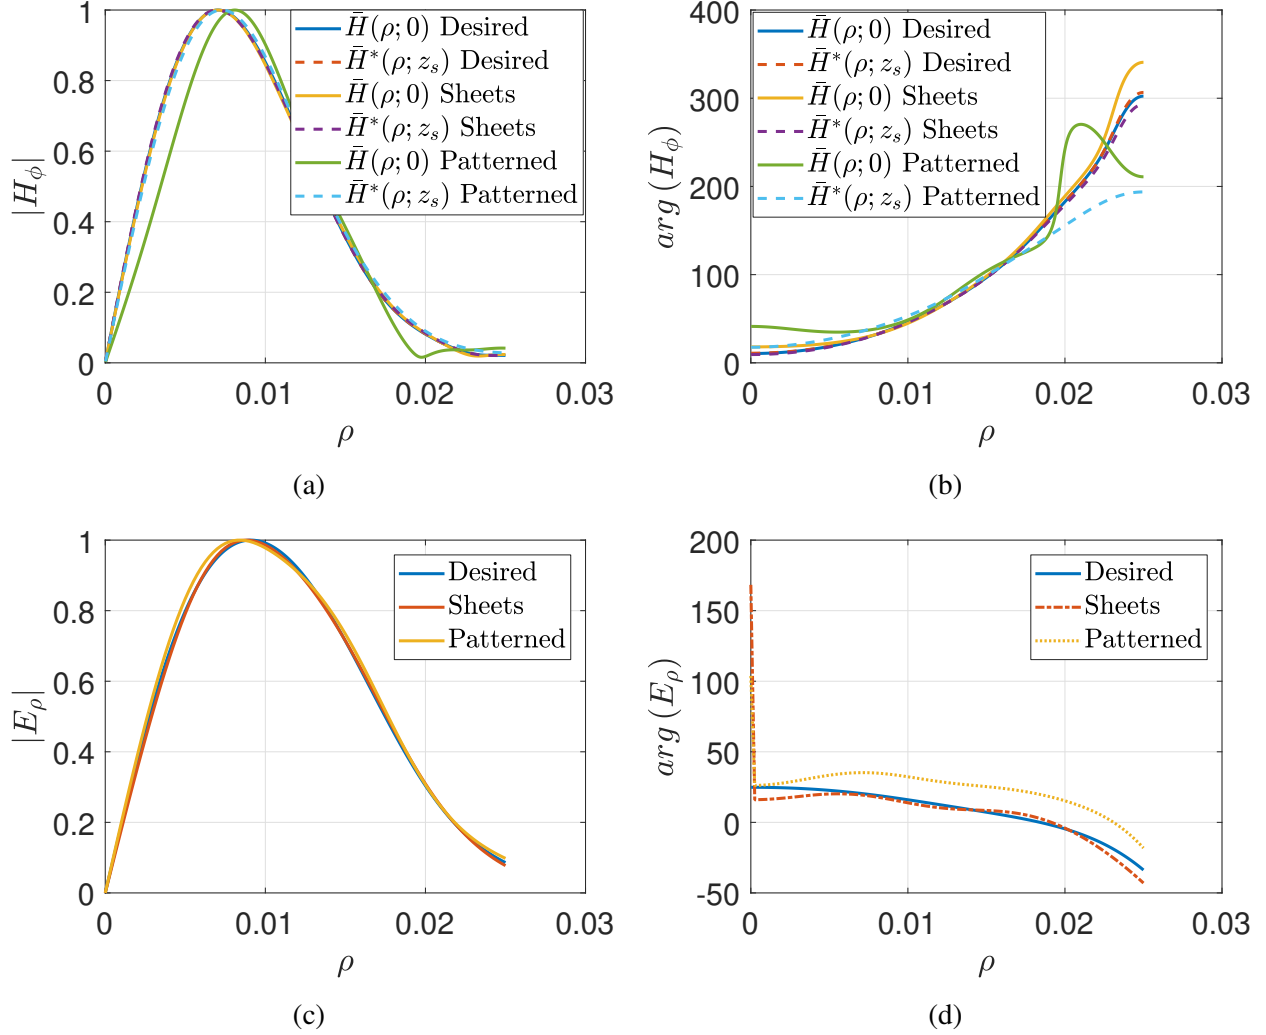 |H_ϕ|
1
0.8
0.6
0.4
0.2
0
0
0.01
0.02
0.03
ρ
H̄(ρ; 0) Desired
H̄*(ρ; z_s) Desired
H̄(ρ; 0) Sheets
H̄*(ρ; z_s) Sheets
H̄(ρ; 0) Patterned
H̄*(ρ; z_s) Patterned
(a)
arg (H_ϕ)
400
300
200
100
0
0
0.01
0.02
0.03
ρ
H̄(ρ; 0) Desired
H̄*(ρ; z_s) Desired
H̄(ρ; 0) Sheets
H̄*(ρ; z_s) Sheets
H̄(ρ; 0) Patterned
H̄*(ρ; z_s) Patterned
(b)
|E_ρ|
1
0.8
0.6
0.4
0.2
0
0
0.01
0.02
0.03
ρ
Desired
Sheets
Patterned
(c)
arg (E_ρ)
200
150
100
50
0
-50
0
0.01
0.02
0.03
ρ
Desired
Sheets
Patterned
(d)